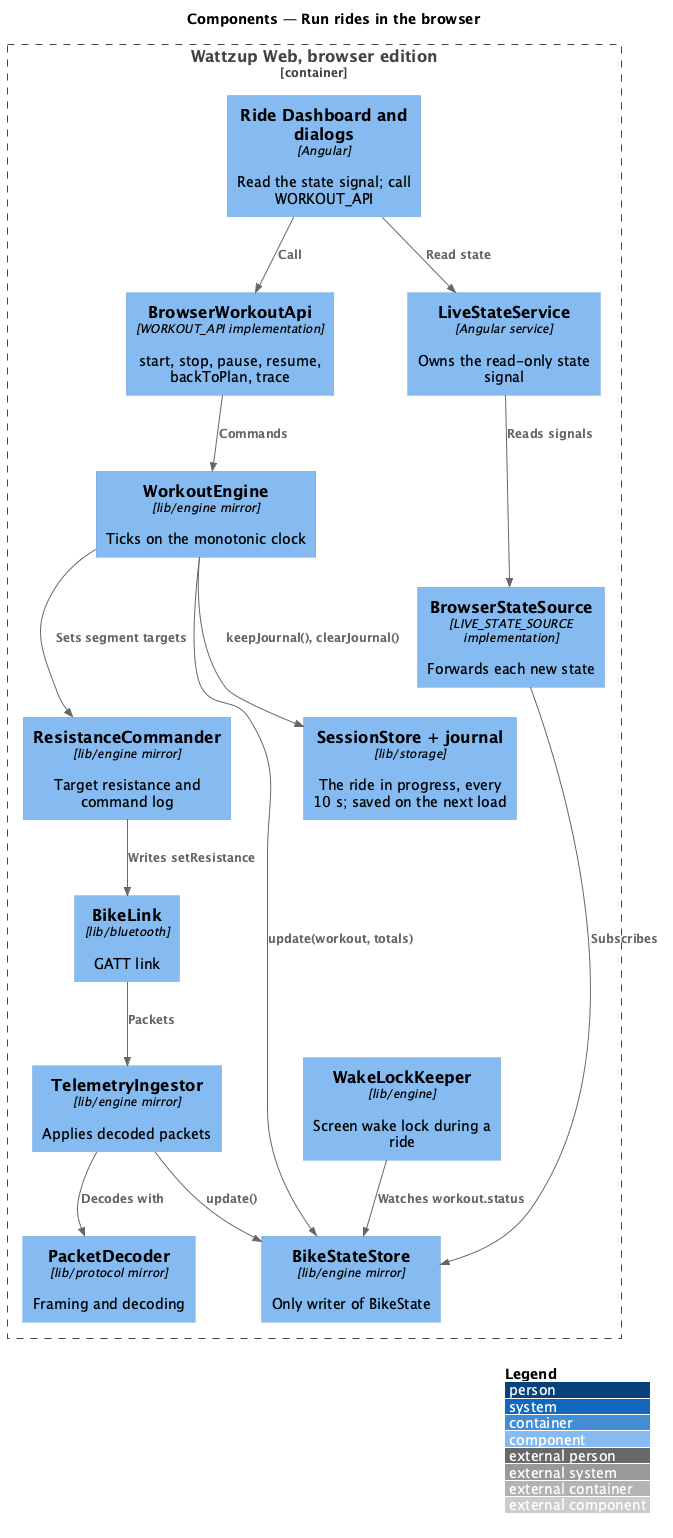 Components — Run rides in the browser
Wattzup Web, browser edition
[container]
Ride Dashboard and
dialogs
[Angular]
Read the state signal; call
WORKOUT_API
Call
Read state
BrowserWorkoutApi
[WORKOUT_API implementation]
start, stop, pause, resume,
backToPlan, trace
LiveStateService
[Angular service]
Owns the read-only state
signal
Commands
Reads signals
WorkoutEngine
[lib/engine mirror]
Ticks on the monotonic clock
BrowserStateSource
[LIVE_STATE_SOURCE
implementation]
Forwards each new state
Sets segment targets
keepJournal(), clearJournal()
ResistanceCommander
[lib/engine mirror]
Target resistance and
command log
SessionStore + journal
[lib/storage]
The ride in progress, every
10 s; saved on the next load
Writes setResistance
BikeLink
[lib/bluetooth]
GATT link
update(workout, totals)
Subscribes
Packets
TelemetryIngestor
[lib/engine mirror]
Applies decoded packets
WakeLockKeeper
[lib/engine]
Screen wake lock during a
ride
Decodes with
update()
Watches workout.status
PacketDecoder
[lib/protocol mirror]
Framing and decoding
BikeStateStore
[lib/engine mirror]
Only writer of BikeState
Legend
person
system
container
component
external person
external system
external container
external component